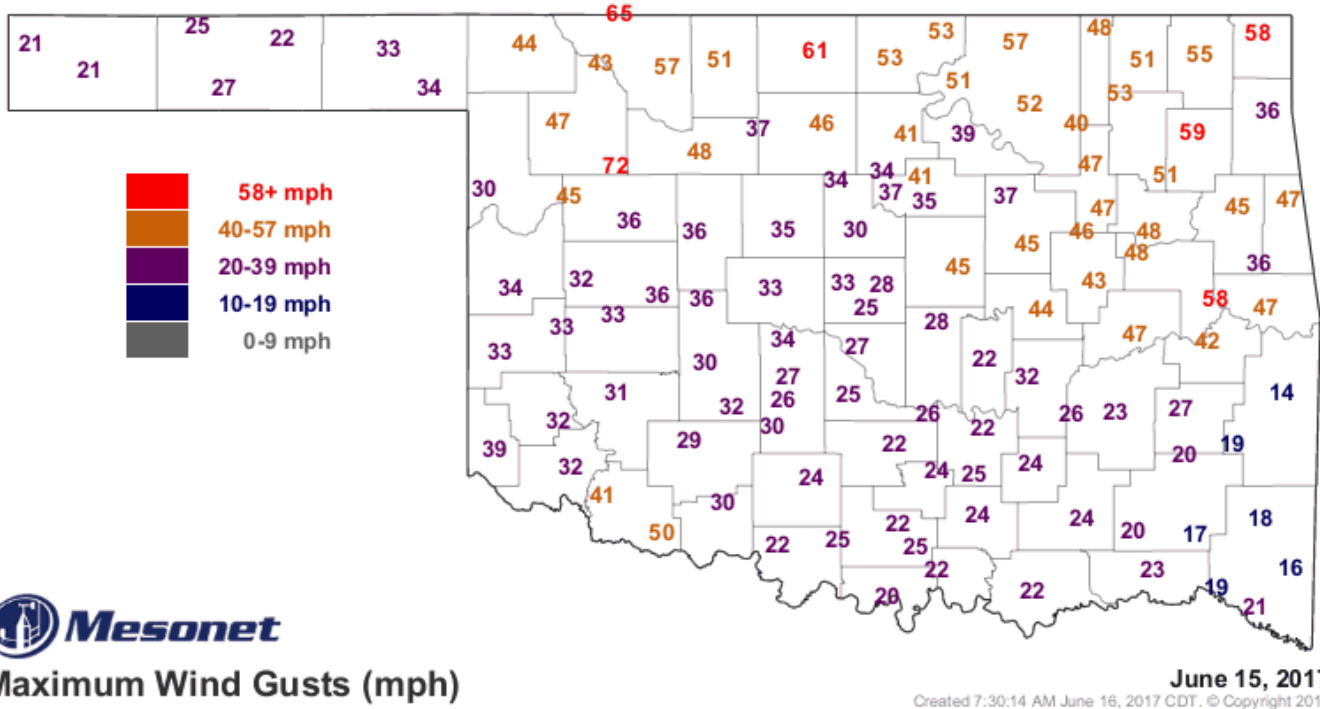 65
25 48
53
21 22 44 57 58
33 61 55
51 53 51
21 43 57
27 34 51
53
52 36
47 37 46 40
41 39 59
48
72 34 47
34 51
58+ mph 30 45 37 41 37 47
35 47 45
36
40-57 mph 36 35 30 46 48
45 48
20-39 mph 45 36
34 32 33 33 28 43
36 36
10-19 mph 25 58 47
33 44
33 28
0-9 mph 34 47 42
33 27
30 22
27 32
31 25 14
26
32 26 26 23 27
32 30 22
39 29 22 19
20
32 24 24 25 24
41 30
22 24 24 18
50 25 20 17
22 25
22 23 16
20 22 19
21
Mesonet
Maximum Wind Gusts (mph)
June 15, 2017
Created 7:30:14 AM June 16, 2017 CDT. © Copyright 201